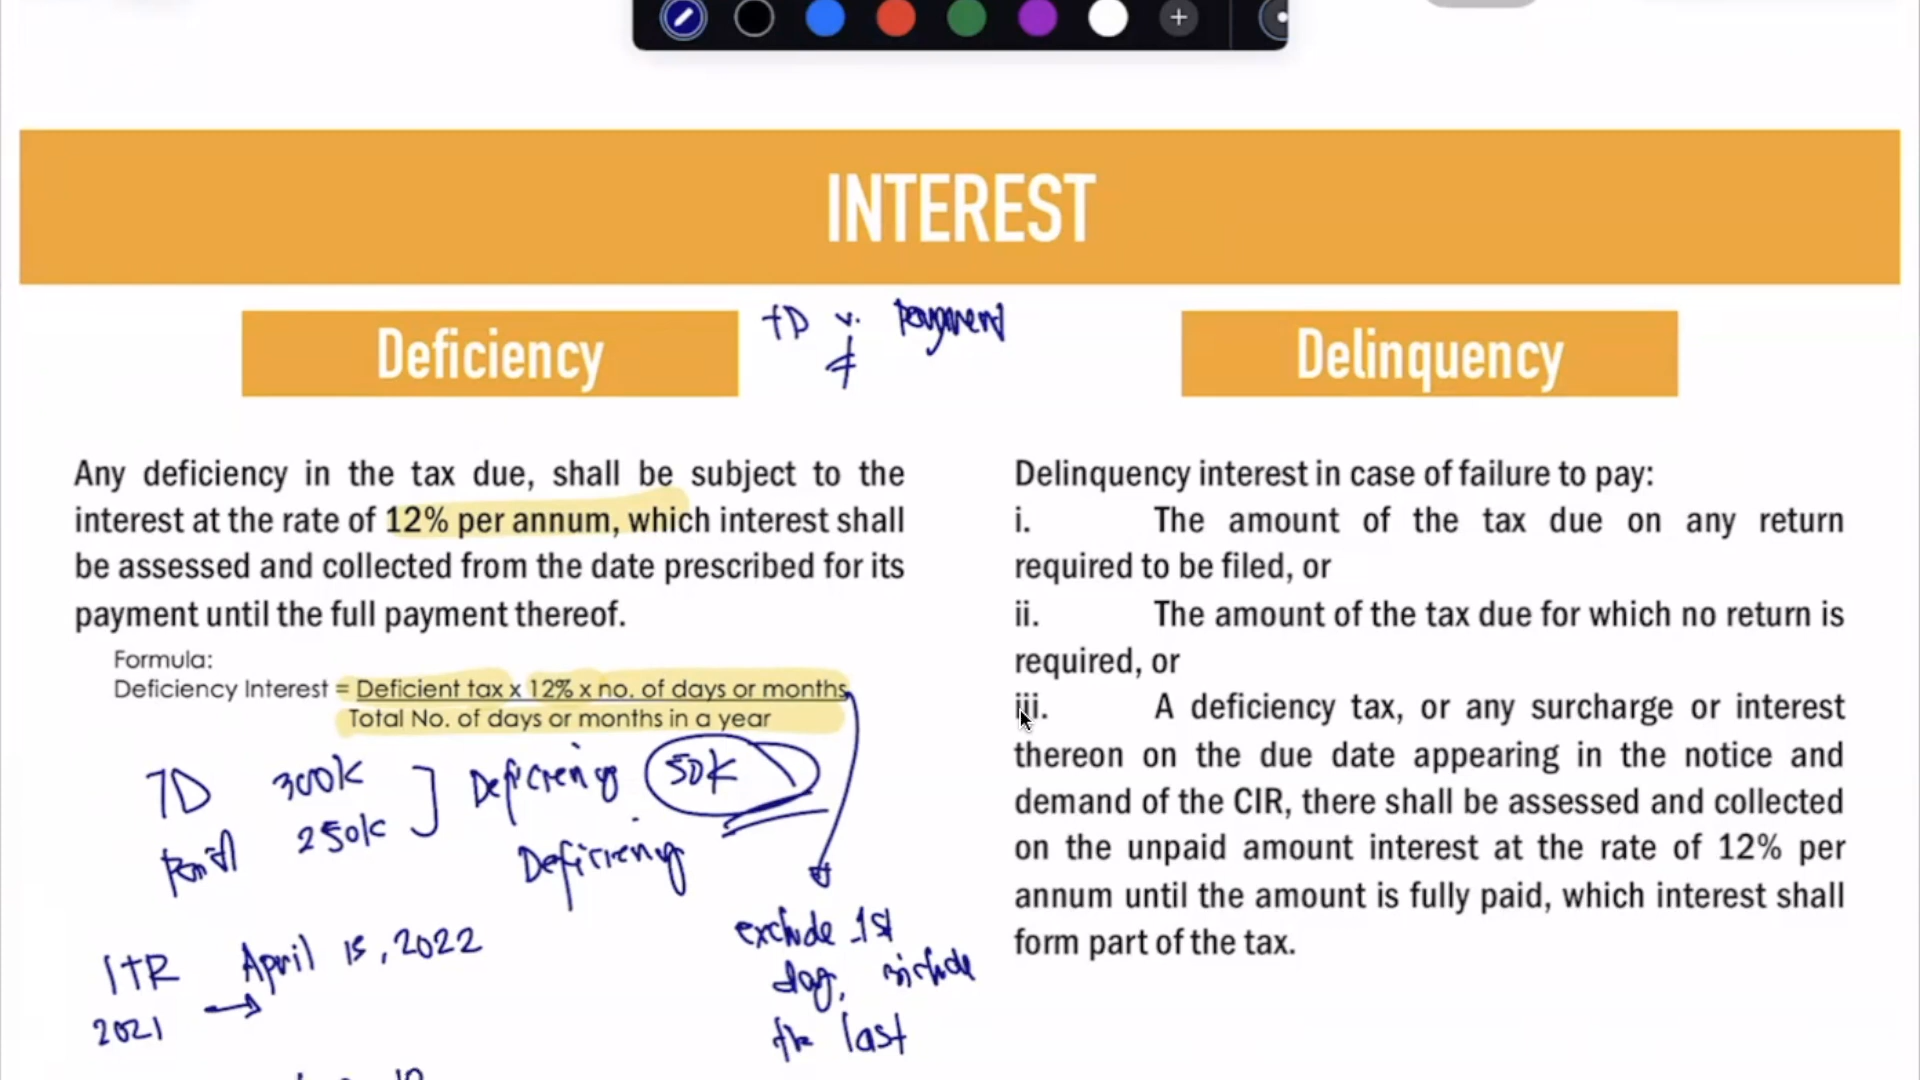 INTEREST
Deficiency
TD v. Payment
Delinquency
Any deficiency in the tax due, shall be subject to the
interest at the rate of 12% per annum, which interest shall
be assessed and collected from the date prescribed for its
payment until the full payment thereof.
Formula:
Deficiency Interest = Deficient tax x 12% x no. of days or months
Total No. of days or months in a year
TD 300k
250k
Deficiency 50k
Deficiency
exclude 1st
day, include
the last
ITR April 15, 2022
2021
Delinquency interest in case of failure to pay:
i. The amount of the tax due on any return
required to be filed, or
ii. The amount of the tax due for which no return is
required, or
iii. A deficiency tax, or any surcharge or interest
thereon on the due date appearing in the notice and
demand of the CIR, there shall be assessed and collected
on the unpaid amount interest at the rate of 12% per
annum until the amount is fully paid, which interest shall
form part of the tax.